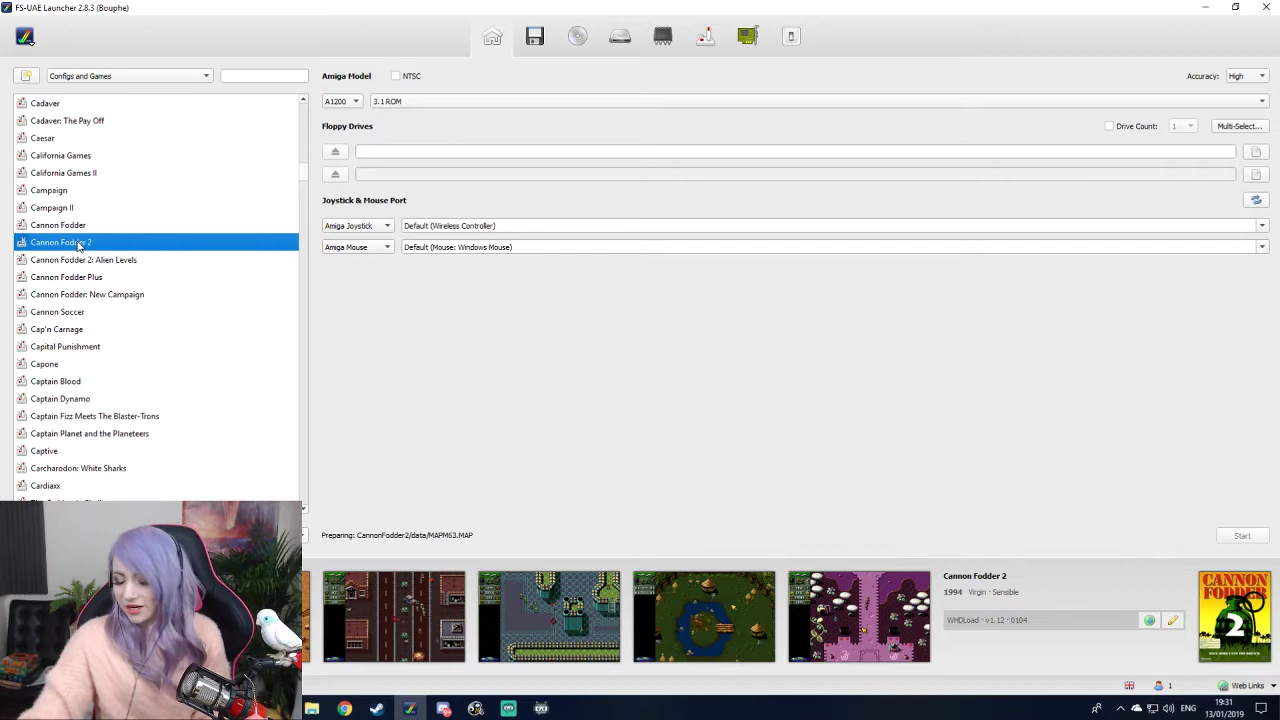 FS-UAE Launcher 2.8.3 (Bouphe)
Configs and Games
Cadaver
Cadaver: The Pay Off
Caesar
California Games
California Games II
Campaign
Campaign II
Cannon Fodder
Cannon Fodder 2
Cannon Fodder 2: Alien Levels
Cannon Fodder Plus
Cannon Fodder: New Campaign
Cannon Soccer
Cap'n Carnage
Capital Punishment
Capone
Captain Blood
Captain Dynamo
Captain Fizz Meets The Blaster-Trons
Captain Planet and the Planeteers
Captive
Carcharodon: White Sharks
Cardiaxx
Amiga Model
NTSC
Accuracy:
High
A1200
3.1 ROM
Floppy Drives
Drive Count:
1
Multi-Select...
Joystick & Mouse Port
Amiga Joystick
Default (Wireless Controller)
Amiga Mouse
Default (Mouse: Windows Mouse)
Preparing: CannonFodder2/data/MAPM63.MAP
Start
Cannon Fodder 2
1994 · Virgin · Sensible
WHDLoad · v1.12 · 0104
CANNON
FODDER
2
1
Web Links
ENG
19:31
13/01/2019